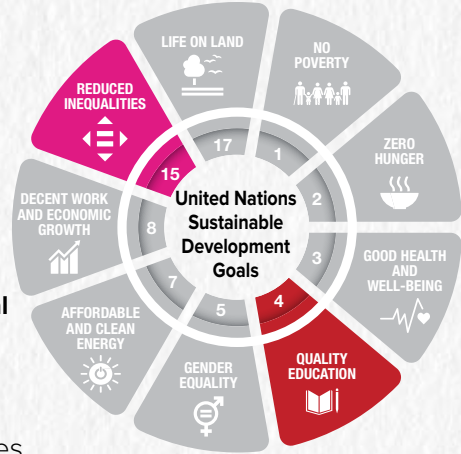 LIFE ON LAND
17
NO
POVERTY
1
ZERO
HUNGER
2
GOOD HEALTH
AND
WELL-BEING
3
QUALITY
EDUCATION
4
GENDER
EQUALITY
5
AFFORDABLE
AND CLEAN
ENERGY
7
DECENT WORK
AND ECONOMIC
GROWTH
8
REDUCED
INEQUALITIES
15
United Nations
Sustainable
Development
Goals
al
es